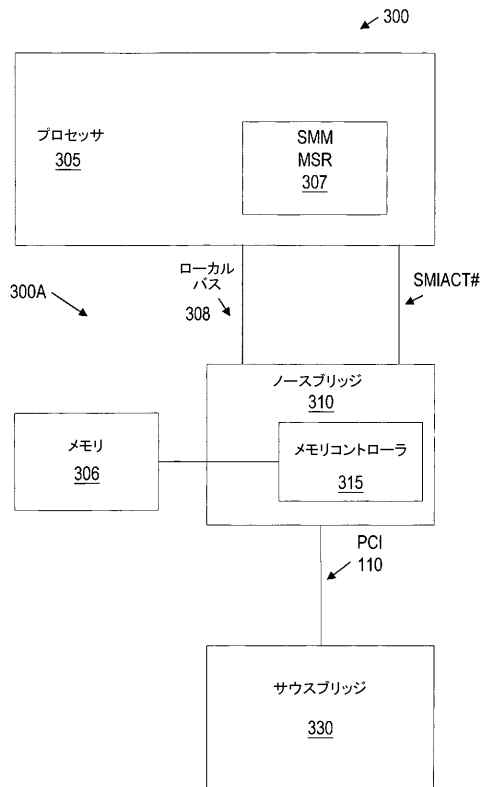 300
プロセッサ
305
SMM
MSR
307
ローカル
バス
308
SMIACT#
300A
ノースブリッジ
310
メモリ
306
メモリコントローラ
315
PCI
110
サウスブリッジ
330